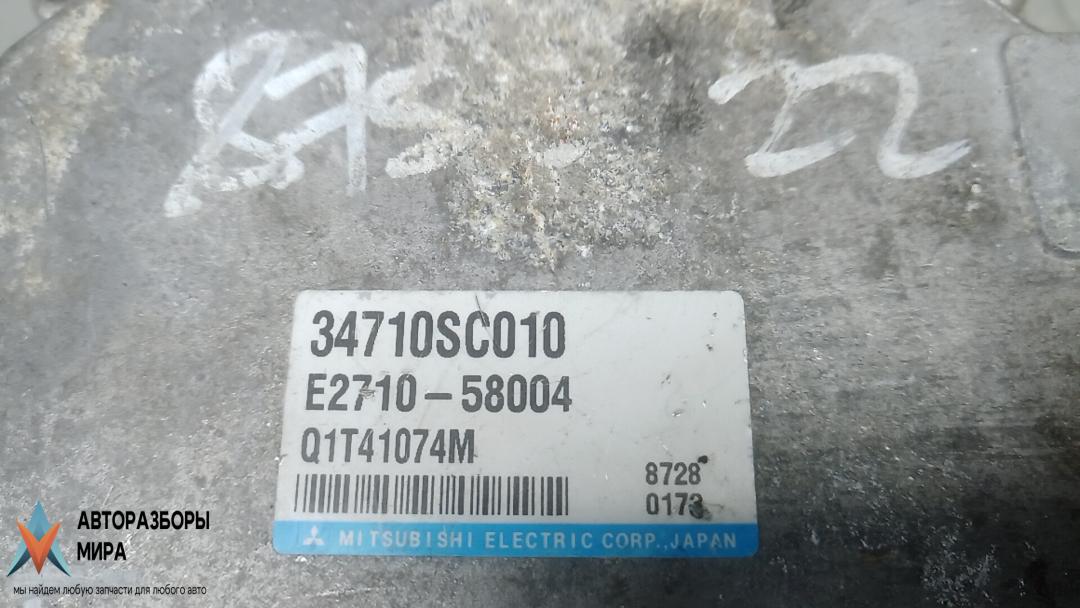 22
34710SC010
E2710-58004
Q1T41074M
8728
0173
MITSUBISHI ELECTRIC CORP., JAPAN
АВТОРАЗБОРЫ
МИРА
мы найдем любую запчасти для любого авто